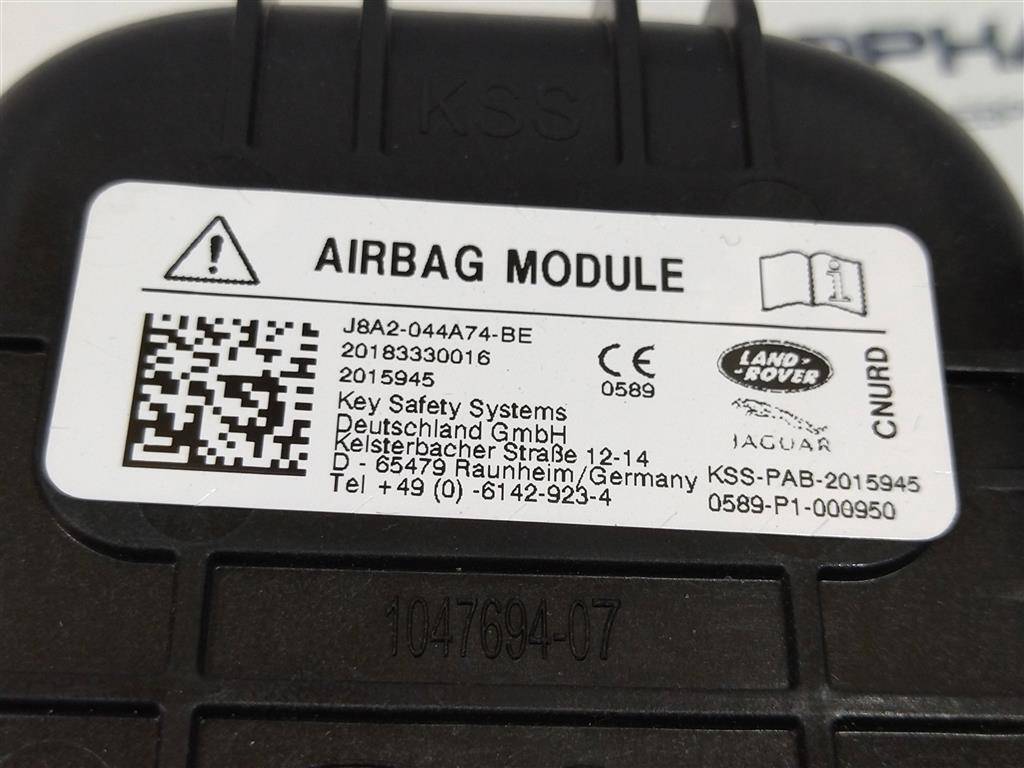 KSS
AIRBAG MODULE
J8A2-044A74-BE
20183330016
2015945
Key Safety Systems
Deutschland GmbH
Kelsterbacher Straße 12-14
D - 65479 Raunheim/Germany
Tel +49 (0) -6142-923-4
CE
0589
LAND-
ROVER
JAGUAR
CNURD
KSS-PAB-2015945
0589-P1-000950
1047694-07